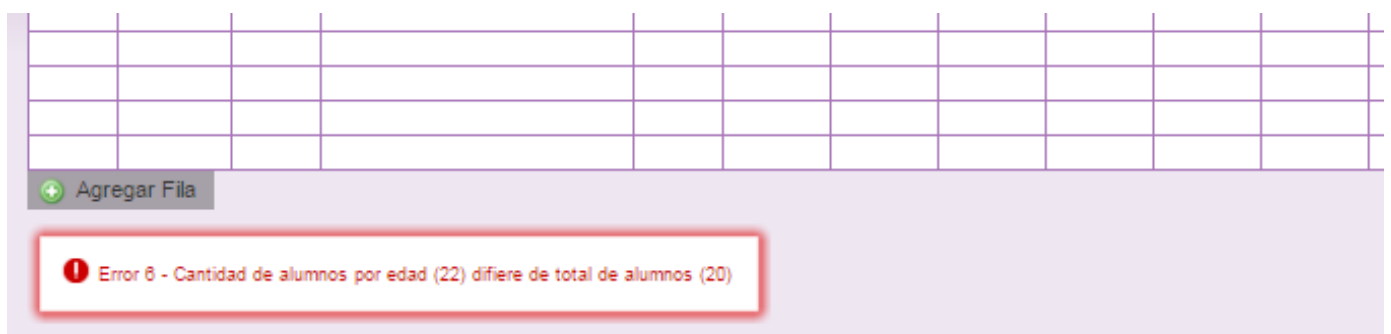 Agregar Fila
Error 6 - Cantidad de alumnos por edad (22) difiere de total de alumnos (20)